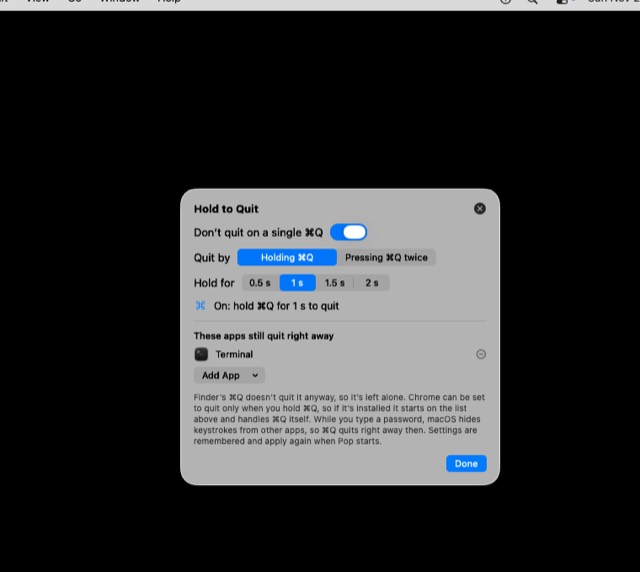 View Go Window Help
Hold to Quit
Don't quit on a single ⌘Q
Quit by Holding ⌘Q Pressing ⌘Q twice
Hold for 0.5 s 1 s 1.5 s 2 s
⌘ On: hold ⌘Q for 1 s to quit
These apps still quit right away
Terminal
Add App
Finder's ⌘Q doesn't quit it anyway, so it's left alone. Chrome can be set
to quit only when you hold ⌘Q, so if it's installed it starts on the list
above and handles ⌘Q itself. While you type a password, macOS hides
keystrokes from other apps, so ⌘Q quits right away then. Settings are
remembered and apply again when Pop starts.
Done